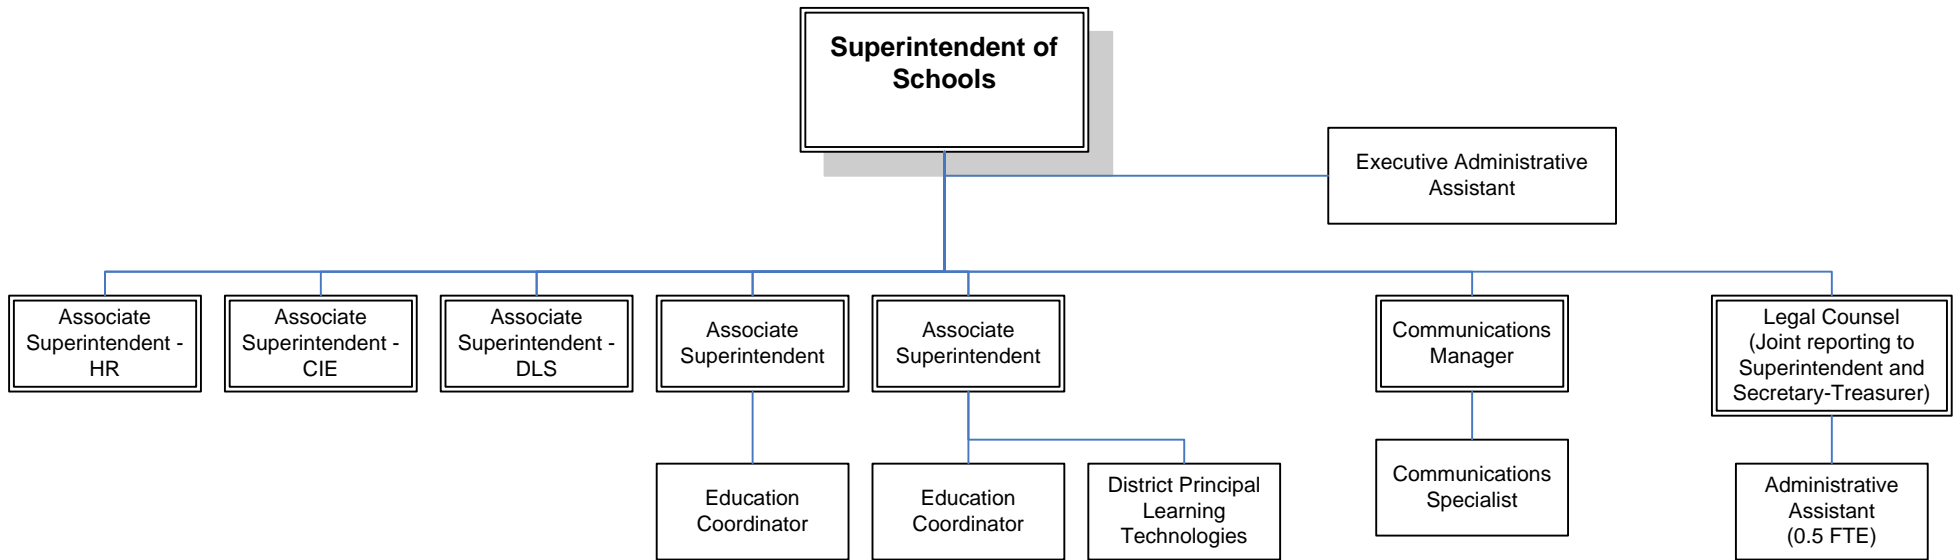 Superintendent of
Schools
Executive Administrative
Assistant
Associate
Superintendent -
HR
Associate
Superintendent -
CIE
Associate
Superintendent -
DLS
Associate
Superintendent
Associate
Superintendent
Communications
Manager
Legal Counsel
(Joint reporting to
Superintendent and
Secretary-Treasurer)
Education
Coordinator
Education
Coordinator
District Principal
Learning
Technologies
Communications
Specialist
Administrative
Assistant
(0.5 FTE)